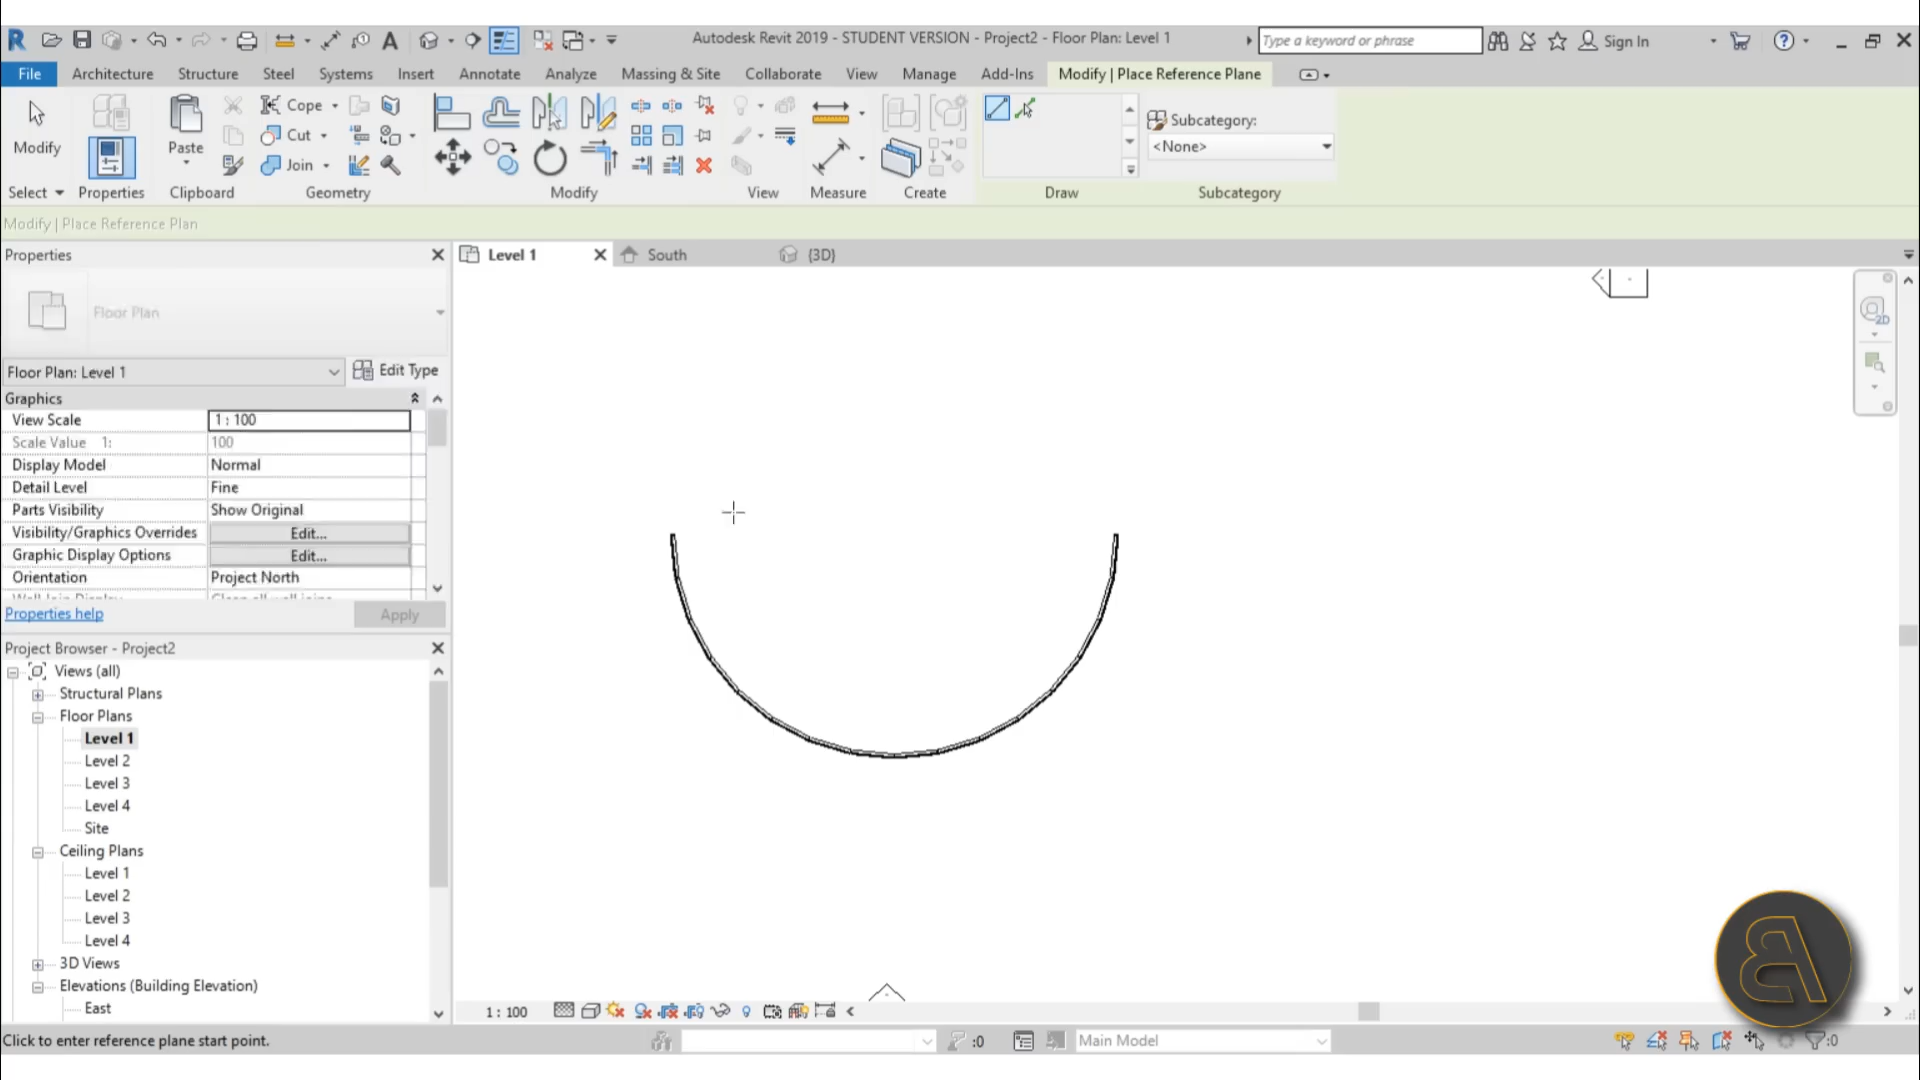 Autodesk Revit 2019 - STUDENT VERSION - Project2 - Floor Plan: Level 1
Type a keyword or phrase
Sign In
File Architecture Structure Steel Systems Insert Annotate Analyze Massing & Site Collaborate View Manage Add-Ins Modify | Place Reference Plane
Modify
Paste
Cope
Cut
Join
Subcategory:
<None>
Select Properties Clipboard Geometry Modify View Measure Create Draw Subcategory
Modify | Place Reference Plan
Properties
Level 1
South
{3D}
2D
Floor Plan
Floor Plan: Level 1
Edit Type
Graphics
View Scale 1 : 100
Scale Value 1: 100
Display Model Normal
Detail Level Fine
Parts Visibility Show Original
Visibility/Graphics Overrides Edit...
Graphic Display Options Edit...
Orientation Project North
Properties help
Apply
Project Browser - Project2
Views (all)
Structural Plans
Floor Plans
Level 1
Level 2
Level 3
Level 4
Site
Ceiling Plans
Level 1
Level 2
Level 3
Level 4
3D Views
Elevations (Building Elevation)
East
1 : 100
Click to enter reference plane start point.
:0
Main Model
:0